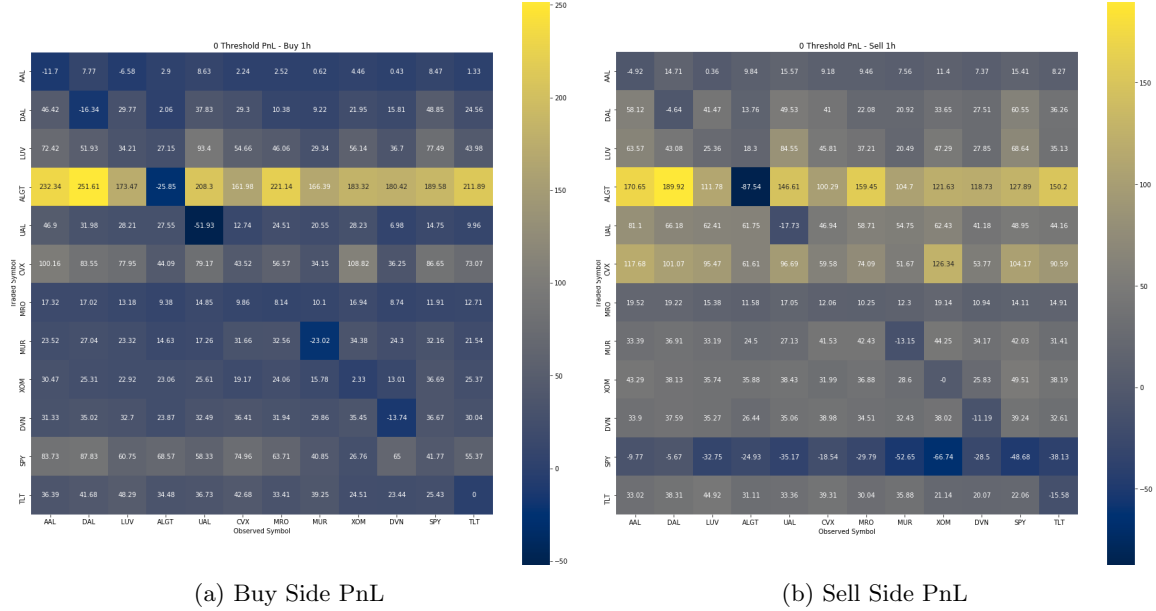 0 Threshold PnL - Buy 1h
AAL -11.7 7.77 -6.58 2.9 8.63 2.24 2.52 0.62 4.46 0.43 8.47 1.33
DAL 46.42 -16.34 29.77 2.06 37.83 29.3 10.38 9.22 21.95 15.81 48.85 24.56
LUV 72.42 51.93 34.21 27.15 93.4 54.66 46.06 29.34 56.14 36.7 77.49 43.98
ALGT 232.34 251.61 173.47 -25.85 208.3 161.98 221.14 166.39 183.32 180.42 189.58 211.89
UAL 46.9 31.98 28.21 27.55 -51.93 12.74 24.51 20.55 28.23 6.98 14.75 9.96
CVX 100.16 83.55 77.95 44.09 79.17 43.52 56.57 34.15 108.82 36.25 86.65 73.07
MRO 17.32 17.02 13.18 9.38 14.85 9.86 8.14 10.1 16.94 8.74 11.91 12.71
MUR 23.52 27.04 23.32 14.63 17.26 31.66 32.56 -23.02 34.38 24.3 32.16 21.54
XOM 30.47 25.31 22.92 23.06 25.61 19.17 24.06 15.78 2.33 13.01 36.69 25.37
DVN 31.33 35.02 32.7 23.87 32.49 36.41 31.94 29.86 35.45 -13.74 36.67 30.04
SPY 83.73 87.83 60.75 68.57 58.33 74.96 63.71 40.85 26.76 65 41.77 55.37
TLT 36.39 41.68 48.29 34.48 36.73 42.68 33.41 39.25 24.51 23.44 25.43 0
AAL DAL LUV ALGT UAL CVX MRO MUR XOM DVN SPY TLT
Observed Symbol
Traded Symbol
250
200
150
100
50
0
−50
(a) Buy Side PnL
0 Threshold PnL - Sell 1h
AAL -4.92 14.71 0.36 9.84 15.57 9.18 9.46 7.56 11.4 7.37 15.41 8.27
DAL 58.12 -4.64 41.47 13.76 49.53 41 22.08 20.92 33.65 27.51 60.55 36.26
LUV 63.57 43.08 25.36 18.3 84.55 45.81 37.21 20.49 47.29 27.85 68.64 35.13
ALGT 170.65 189.92 111.78 -87.54 146.61 100.29 159.45 104.7 121.63 118.73 127.89 150.2
UAL 81.1 66.18 62.41 61.75 -17.73 46.94 58.71 54.75 62.43 41.18 48.95 44.16
CVX 117.68 101.07 95.47 61.61 96.69 59.58 74.09 51.67 126.34 53.77 104.17 90.59
MRO 19.52 19.22 15.38 11.58 17.05 12.06 10.25 12.3 19.14 10.94 14.11 14.91
MUR 33.39 36.91 33.19 24.5 27.13 41.53 42.43 -13.15 44.25 34.17 42.03 31.41
XOM 43.29 38.13 35.74 35.88 38.43 31.99 36.88 28.6 -0 25.83 49.51 38.19
DVN 33.9 37.59 35.27 26.44 35.06 38.98 34.51 32.43 38.02 -11.19 39.24 32.61
SPY -9.77 -5.67 -32.75 -24.93 -35.17 -18.54 -29.79 -52.65 -66.74 -28.5 -48.68 -38.13
TLT 33.02 38.31 44.92 31.11 33.36 39.31 30.04 35.88 21.14 20.07 22.06 -15.58
AAL DAL LUV ALGT UAL CVX MRO MUR XOM DVN SPY TLT
Observed Symbol
Traded Symbol
150
100
50
0
−50
(b) Sell Side PnL